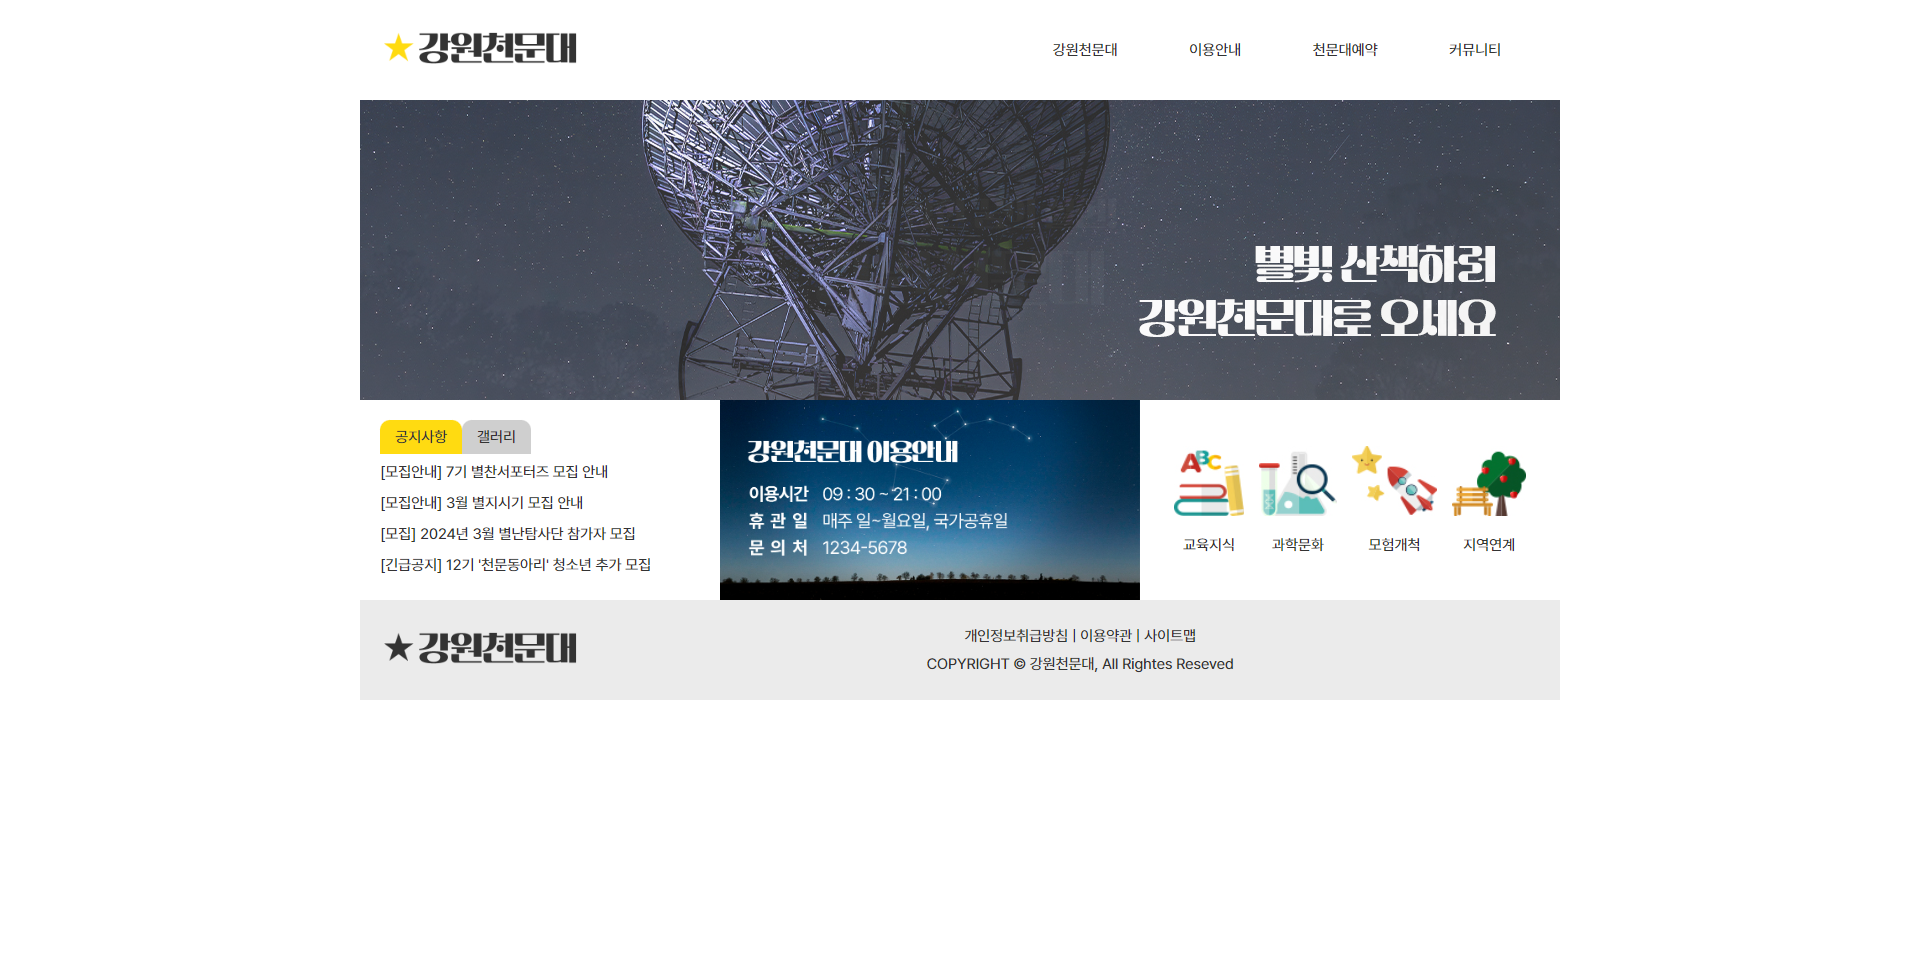 강원천문대
강원천문대 이용안내 천문대예약 커뮤니티
별빛 산책하러
강원천문대로 오세요
공지사항 갤러리
[모집안내] 7기 별찬서포터즈 모집 안내
[모집안내] 3월 별지시기 모집 안내
[모집] 2024년 3월 별난탐사단 참가자 모집
[긴급공지] 12기 '천문동아리' 청소년 추가 모집
강원천문대 이용안내
이용시간 09 : 30 ~ 21 : 00
휴 관 일 매주 일~월요일, 국가공휴일
문 의 처 1234-5678
ABC
교육지식 과학문화 모험개척 지역연계
강원천문대
개인정보취급방침 | 이용약관 | 사이트맵
COPYRIGHT © 강원천문대, All Rightes Reseved